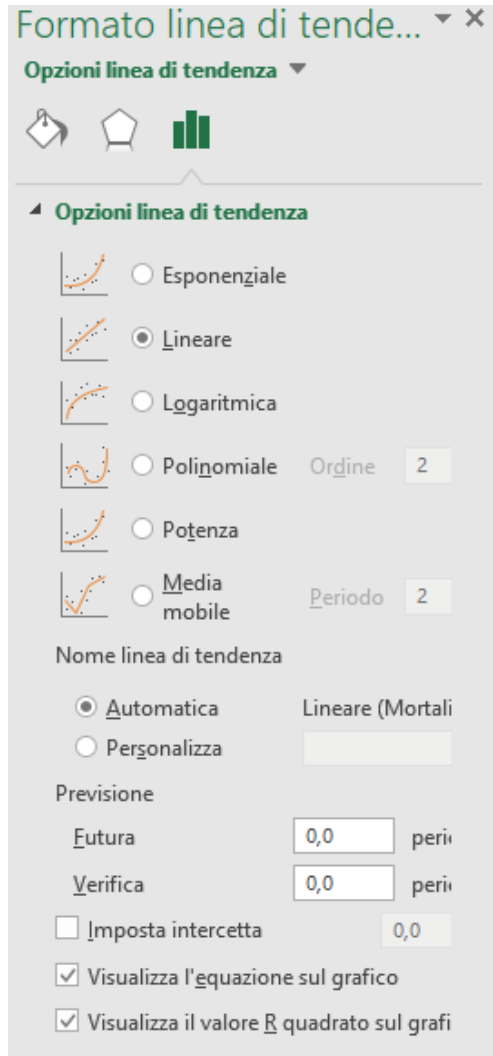 Formato linea di tende...
Opzioni linea di tendenza
Opzioni linea di tendenza
Esponenziale
Lineare
Logaritmica
Polinomiale Ordine 2
Potenza
Media
mobile Periodo 2
Nome linea di tendenza
Automatica Lineare (Mortali
Personalizza
Previsione
Futura 0,0 peri
Verifica 0,0 peri
Imposta intercetta 0,0
Visualizza l'equazione sul grafico
Visualizza il valore R quadrato sul grafi